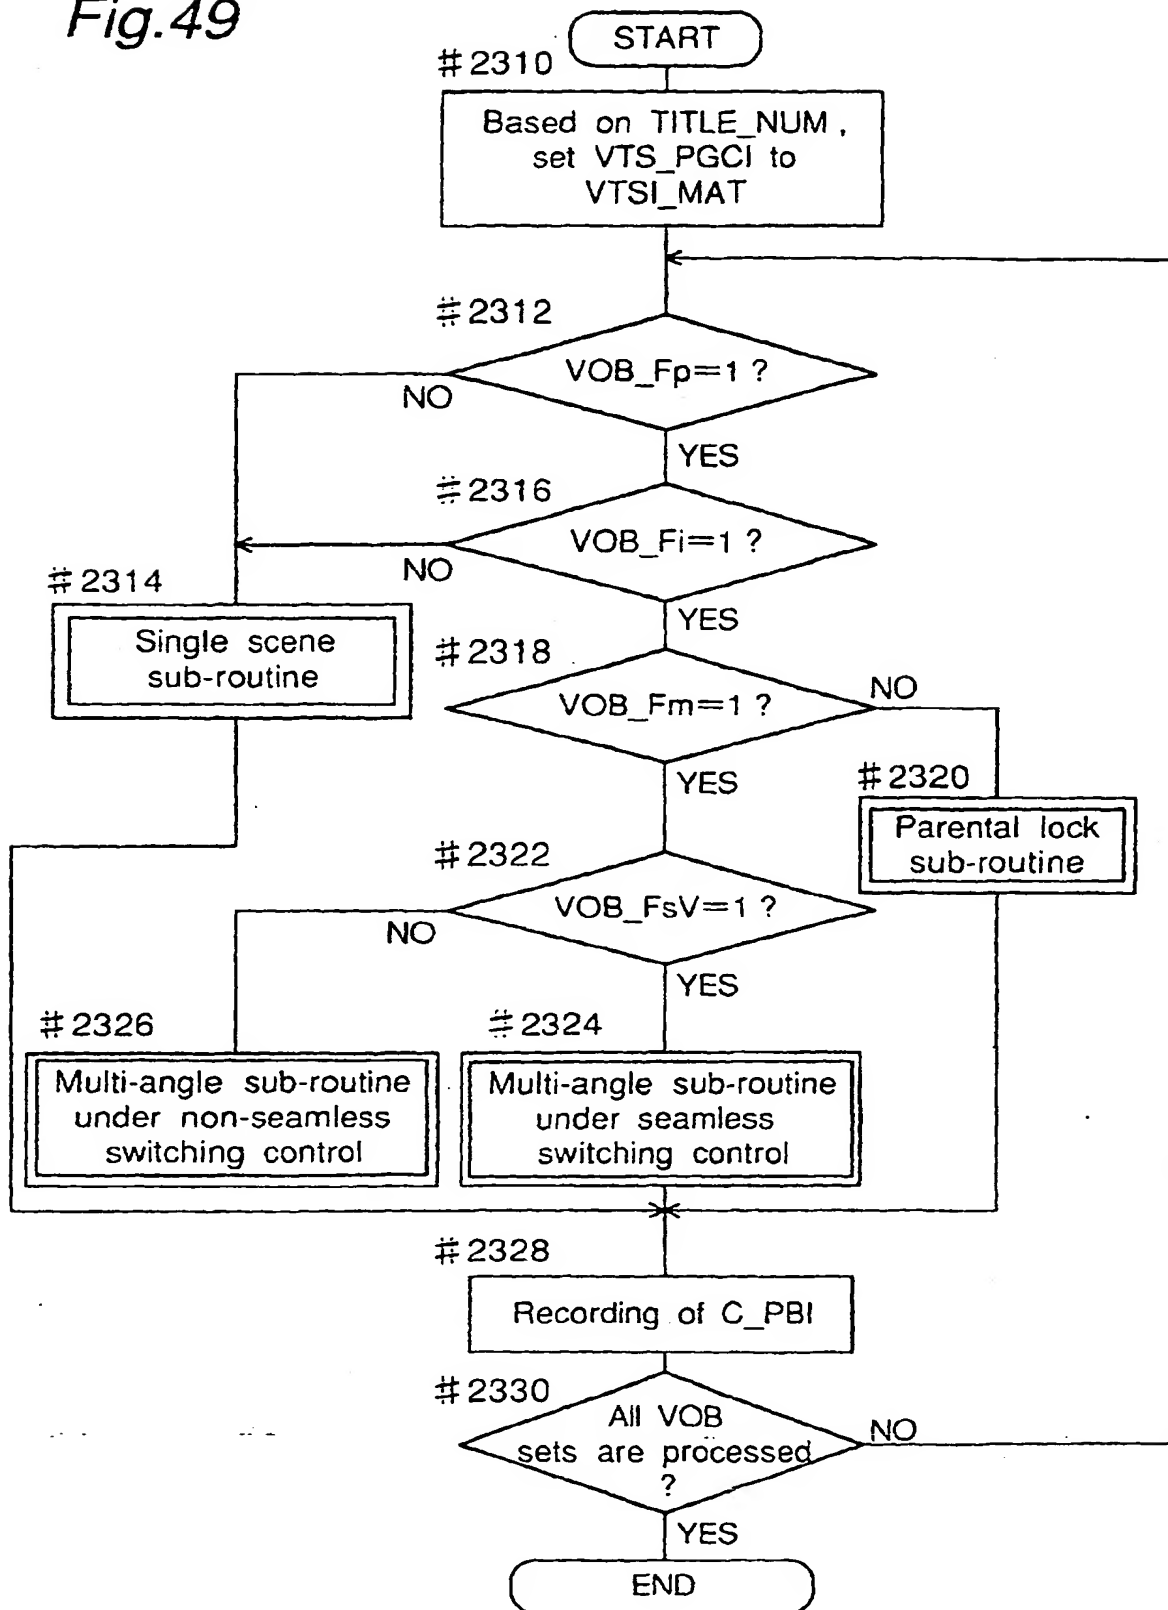 Fig.49
START
#2310
Based on TITLE_NUM,
set VTS_PGCI to
VTSI_MAT
#2312
VOB_Fp=1 ?
NO
YES
#2316
VOB_Fi=1 ?
NO
YES
#2314
Single scene
sub-routine
#2318
VOB_Fm=1 ?
NO
YES
#2320
Parental lock
sub-routine
#2322
VOB_FsV=1 ?
NO
YES
#2326
Multi-angle sub-routine
under non-seamless
switching control
#2324
Multi-angle sub-routine
under seamless
switching control
#2328
Recording of C_PBI
#2330
All VOB
sets are processed
?
NO
YES
END